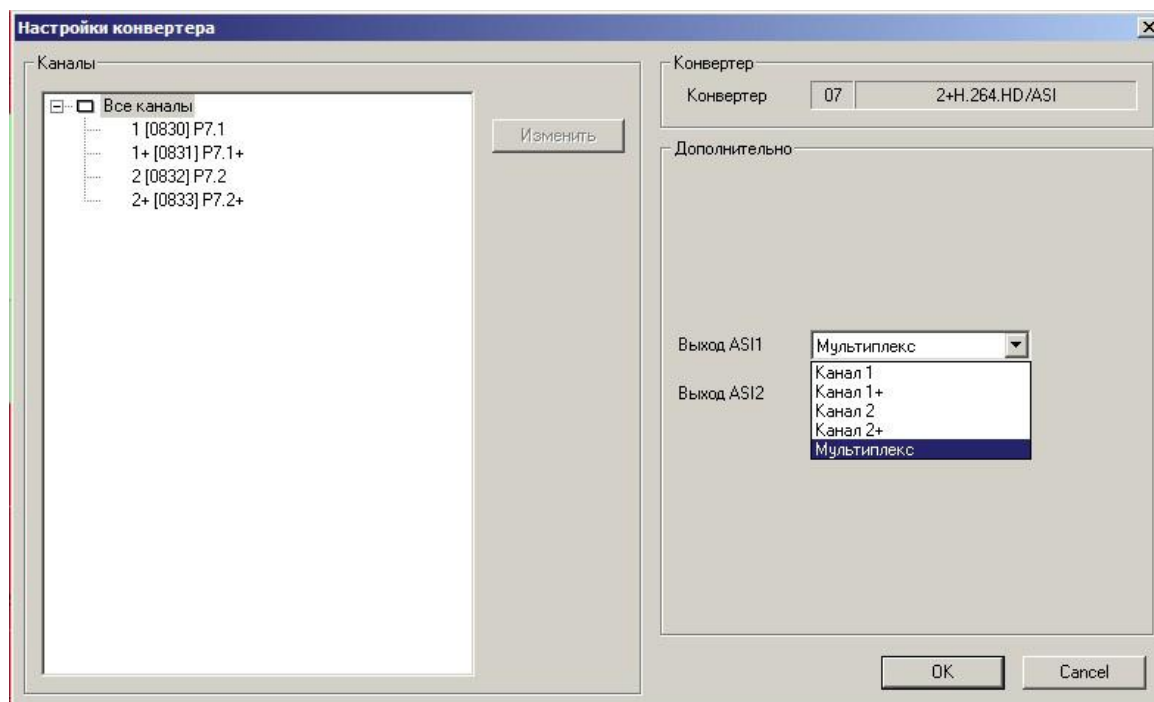 Настройки конвертера
Каналы
Все каналы
1 [0830] P7.1
1+ [0831] P7.1+
2 [0832] P7.2
2+ [0833] P7.2+
Изменить
Конвертер
Конвертер 07 2+H.264.HD/ASI
Дополнительно
Выход ASI1 Мультиплекс
Выход ASI2
Канал 1
Канал 1+
Канал 2
Канал 2+
Мультиплекс
OK Cancel